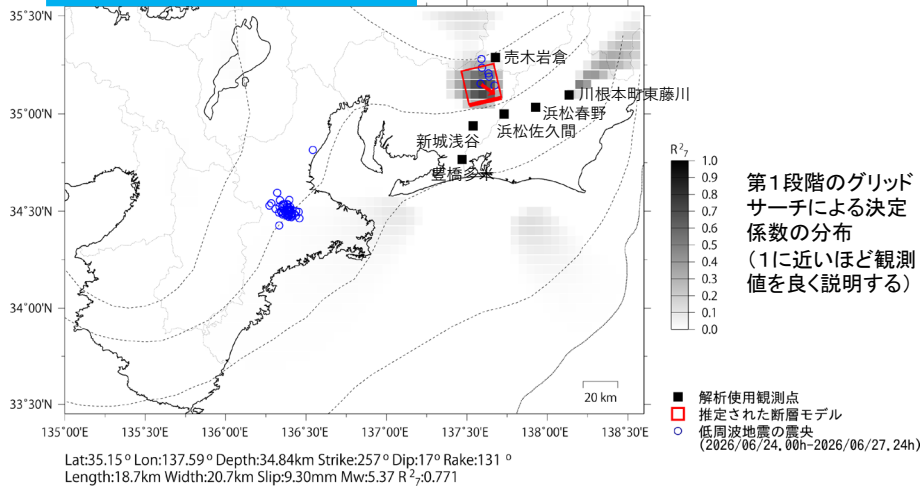 35°30'N
35°00'N
34°30'N
34°00'N
33°30'N
135°00'E
135°30'E
136°00'E
136°30'E
137°00'E
137°30'E
138°00'E
138°30'E
売木岩倉
川根本町東藤川
浜松春野
浜松佐久間
新城浅谷
豊橋多米
20 km
R²₇
1.0
0.9
0.8
0.7
0.6
0.5
0.4
0.3
0.2
0.1
0.0
第1段階のグリッド
サーチによる決定
係数の分布
(1に近いほど観測
値を良く説明する)
解析使用観測点
推定された断層モデル
低周波地震の震央
(2026/06/24.00h-2026/06/27.24h)
Lat:35.15° Lon:137.59° Depth:34.84km Strike:257° Dip:17° Rake:131 °
Length:18.7km Width:20.7km Slip:9.30mm Mw:5.37 R²₇:0.771